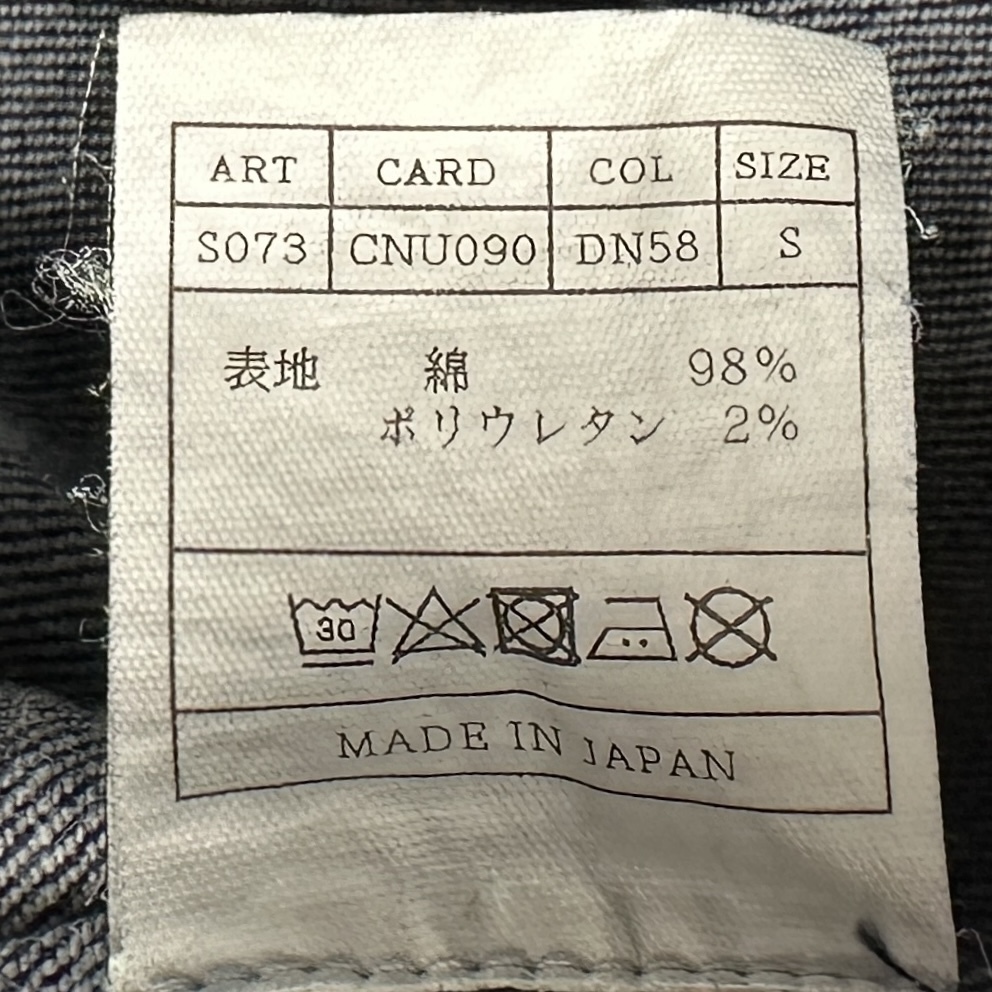 ART CARD COL SIZE
S073 CNU090 DN58 S
表地 綿 98%
ポリウレタン 2%
30
MADE IN JAPAN